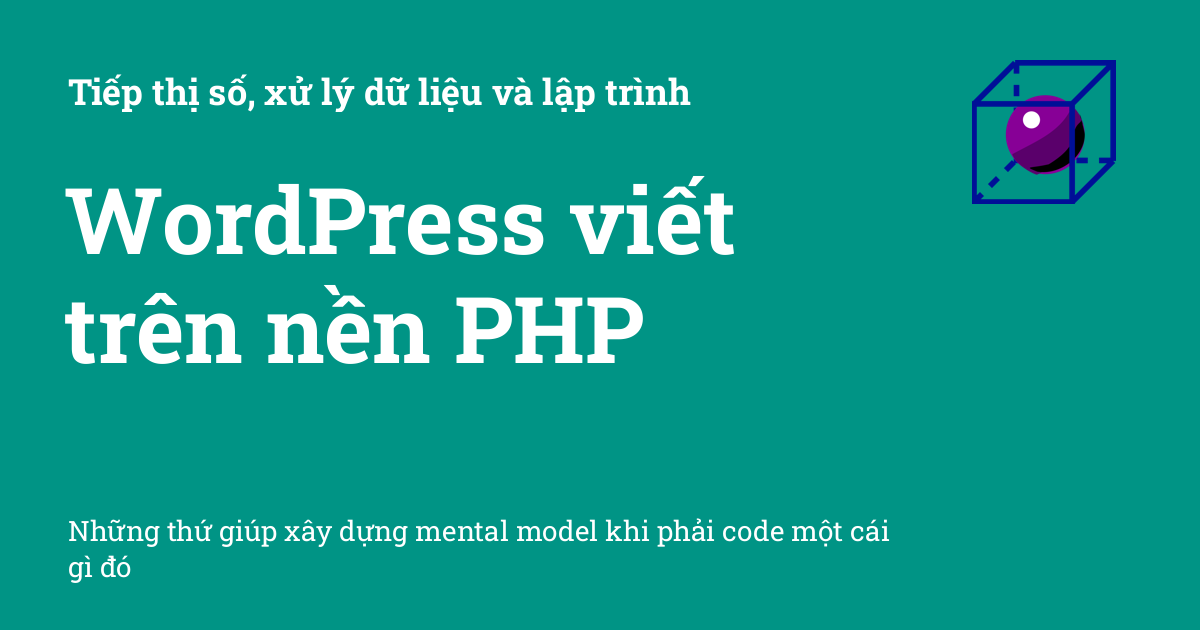 Tiếp thị số, xử lý dữ liệu và lập trình
WordPress viết
trên nền PHP
Những thứ giúp xây dựng mental model khi phải code một cái
gì đó